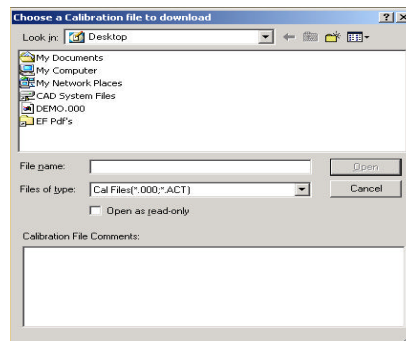 Choose a Calibration file to download
Look in: Desktop
My Documents
My Computer
My Network Places
CAD System Files
DEMO.000
EF Pdf's
File name: Open
Files of type: Cal Files(*.000;*.ACT) Cancel
Open as read-only
Calibration File Comments: